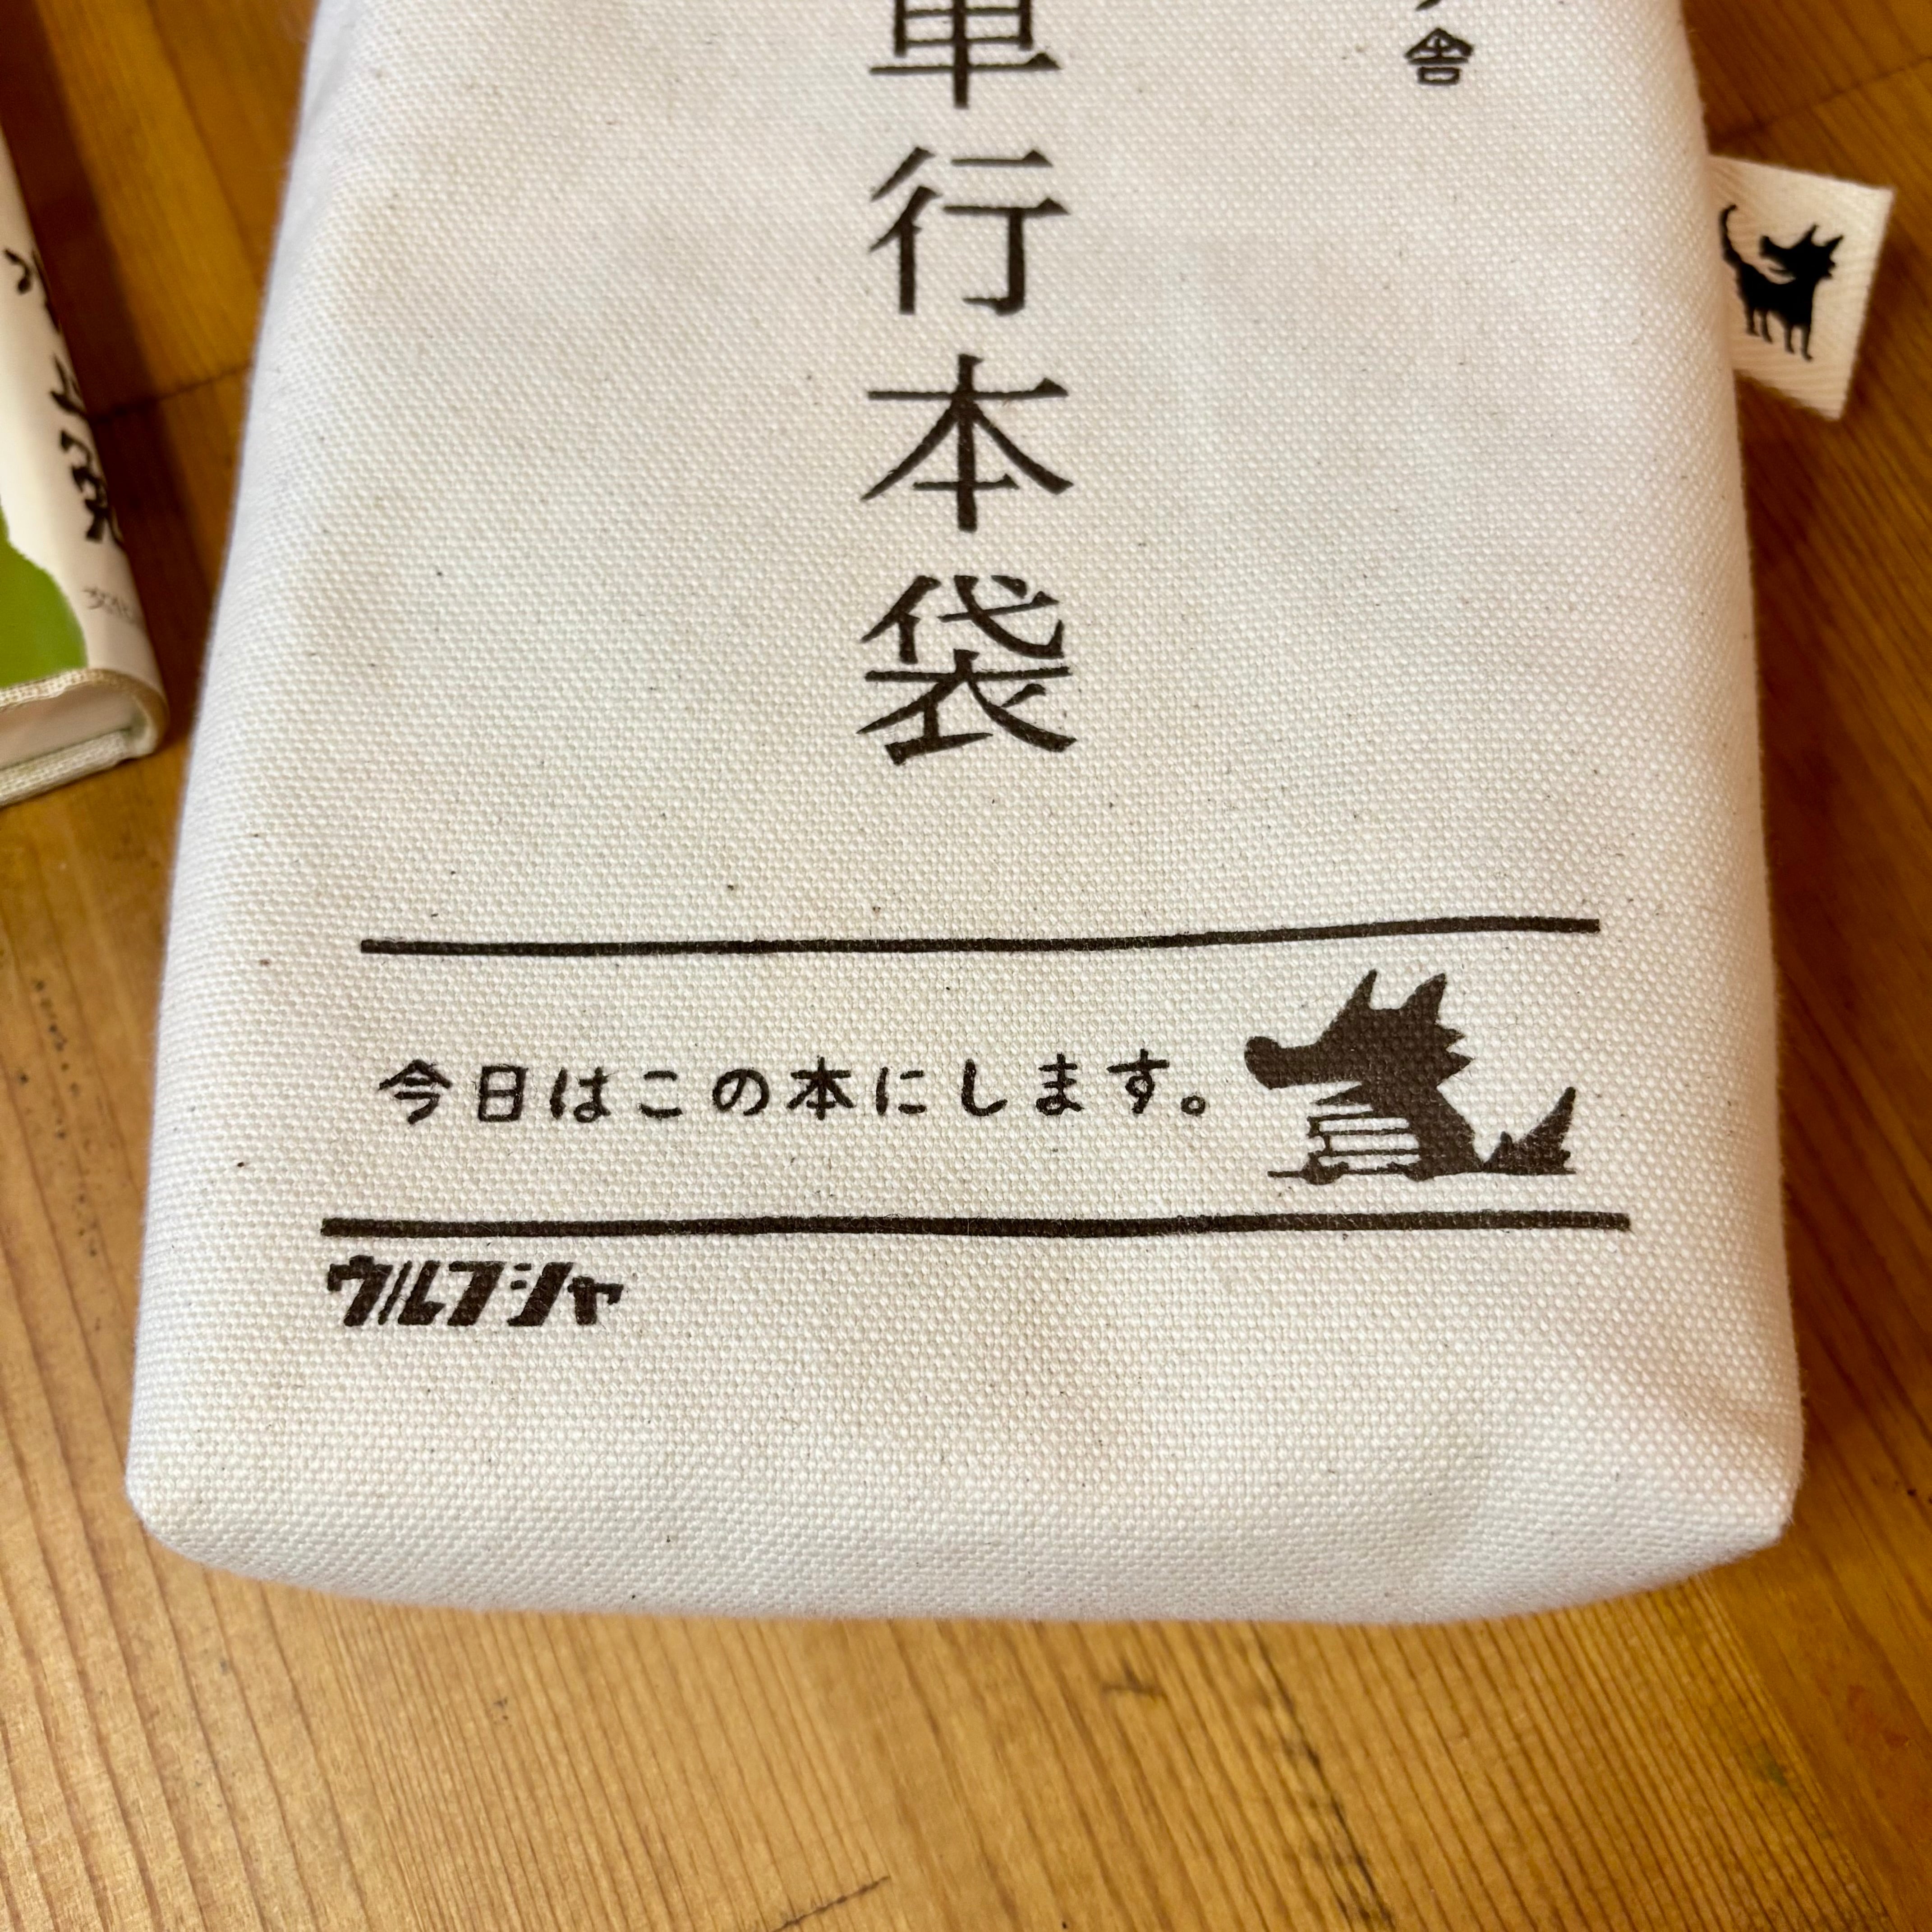 舎
単行本袋
今日はこの本にします。
ウルフシャ